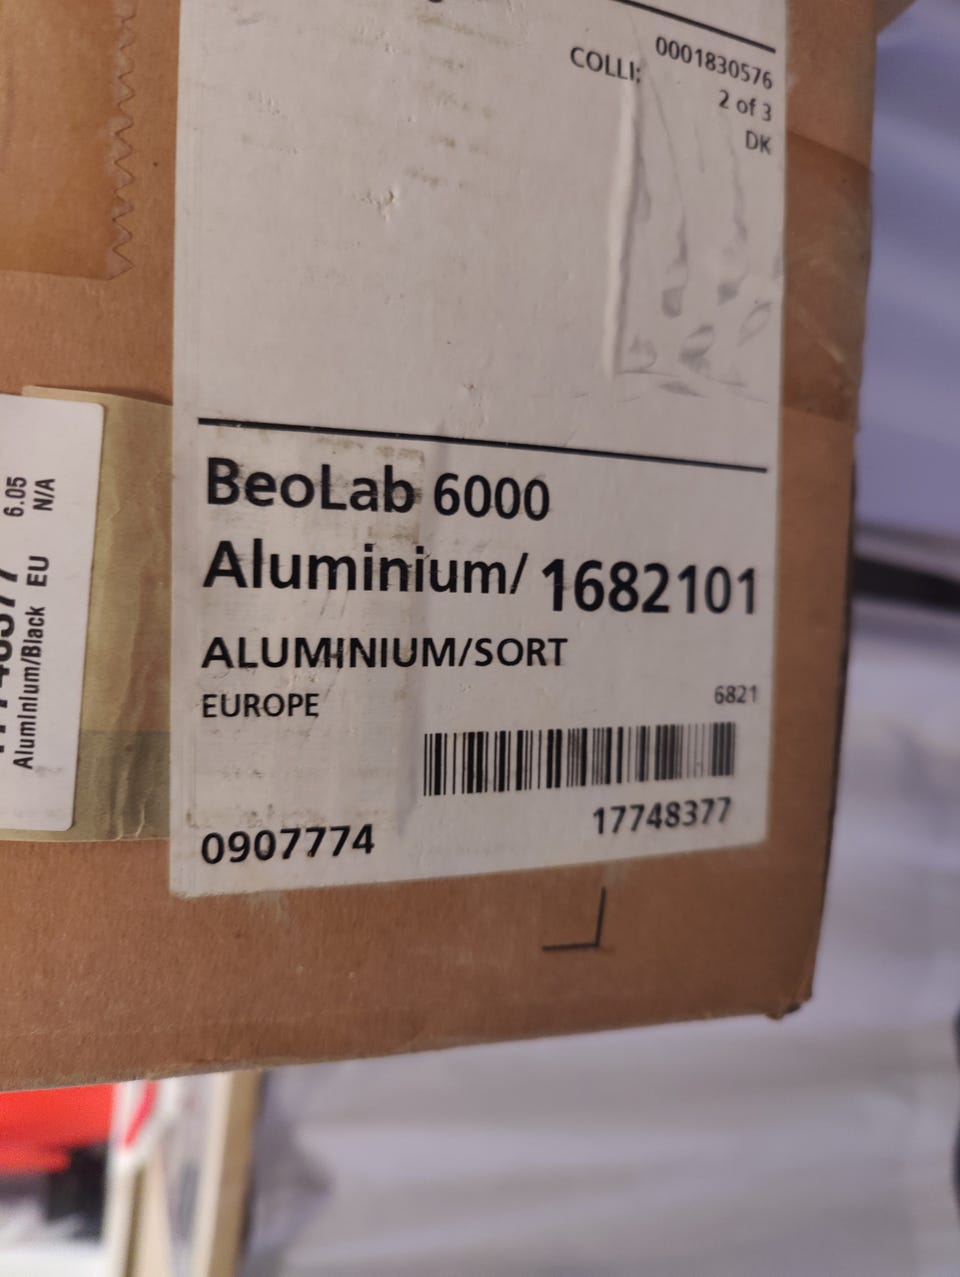 0001830576
COLLI:
2 of 3
DK
BeoLab 6000
Aluminium/ 1682101
ALUMINIUM/SORT
EUROPE
6821
17748377
0907774
6.05
N/A
Aluminium/Black EU